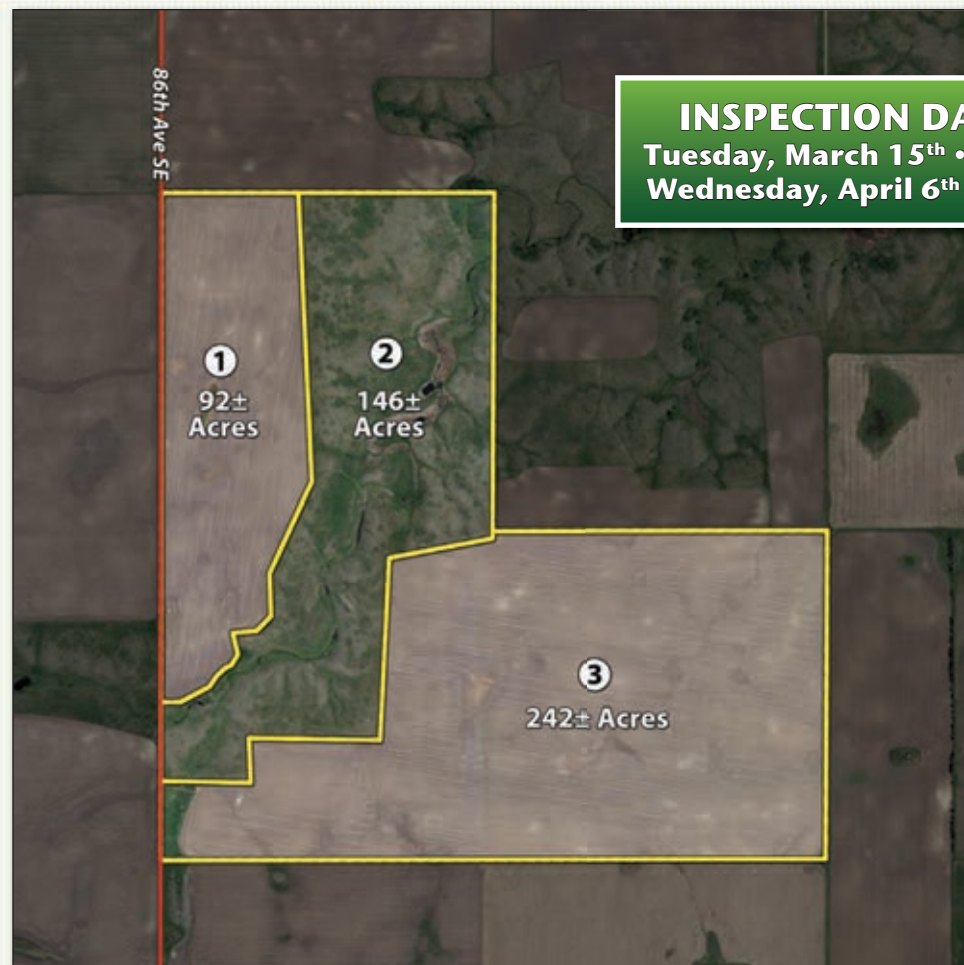 86th Ave SE
INSPECTION
Tuesday, March 15th •
Wednesday, April 6th
1
92±
Acres
2
146±
Acres
3
242± Acres